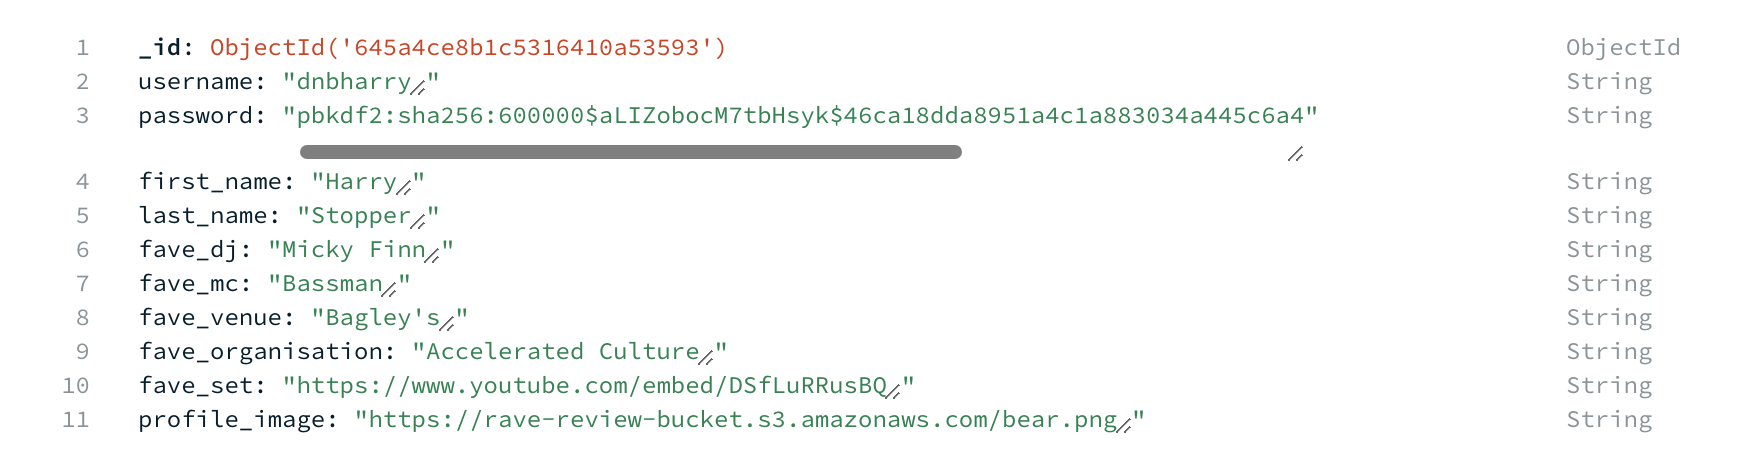 1 _id: ObjectId('645a4ce8b1c5316410a53593') ObjectId
2 username: "dnbharry" String
3 password: "pbkdf2:sha256:600000$aLIZobocM7tbHsyk$46ca18dda8951a4c1a883034a445c6a4" String
4 first_name: "Harry" String
5 last_name: "Stopper" String
6 fave_dj: "Micky Finn" String
7 fave_mc: "Bassman" String
8 fave_venue: "Bagley's" String
9 fave_organisation: "Accelerated Culture" String
10 fave_set: "https://www.youtube.com/embed/DSfLuRRusBQ" String
11 profile_image: "https://rave-review-bucket.s3.amazonaws.com/bear.png" String